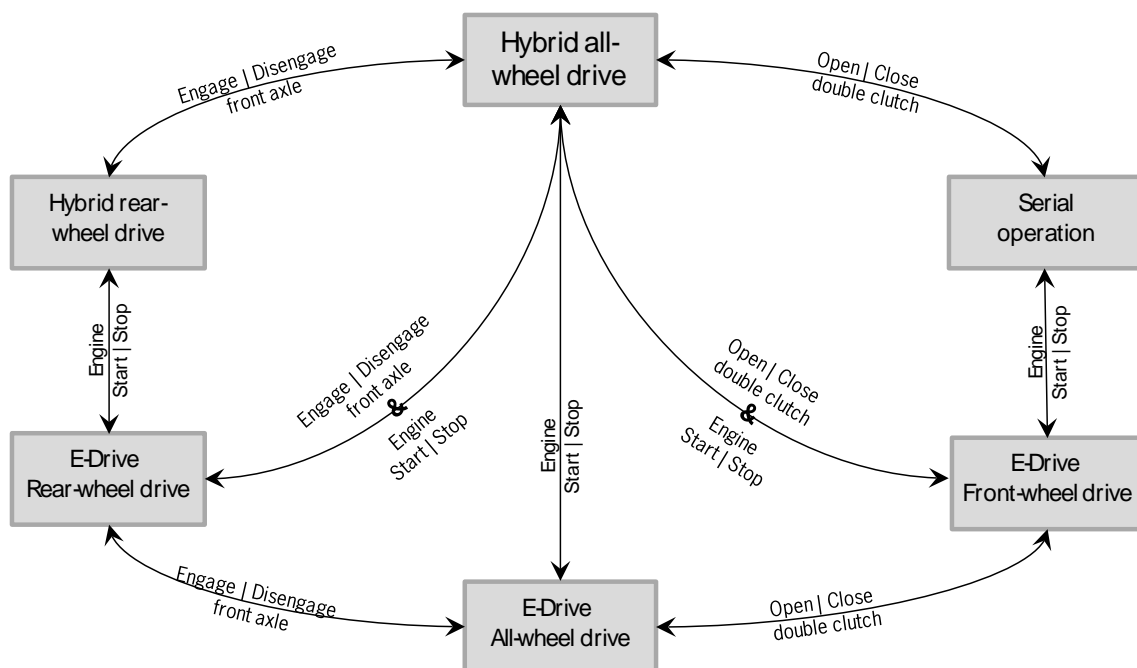 Hybrid all-
wheel drive
Engage | Disengage
front axle
Open | Close
double clutch
Hybrid rear-
wheel drive
Serial
operation
Engine
Start | Stop
Engage | Disengage
front axle
&
Engine
Start | Stop
Engine
Start | Stop
Open | Close
double clutch
&
Engine
Start | Stop
Engine
Start | Stop
E-Drive
Rear-wheel drive
E-Drive
Front-wheel drive
Engage | Disengage
front axle
E-Drive
All-wheel drive
Open | Close
double clutch